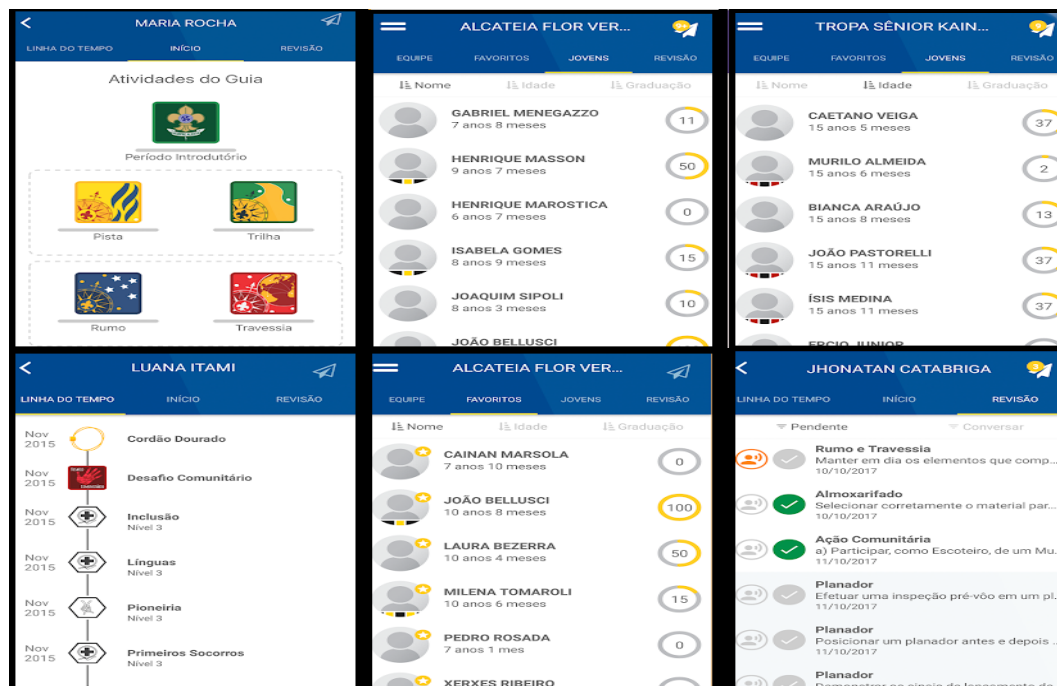 MARIA ROCHA
LINHA DO TEMPO INÍCIO REVISÃO
Atividades do Guia
Período Introdutório
Pista Trilha
Rumo Travessia
ALCATEIA FLOR VER...
9+
EQUIPE FAVORITOS JOVENS REVISÃO
Nome Idade Graduação
GABRIEL MENEGAZZO
7 anos 8 meses
11
HENRIQUE MASSON
9 anos 7 meses
50
HENRIQUE MAROSTICA
6 anos 7 meses
0
ISABELA GOMES
8 anos 9 meses
15
JOAQUIM SIPOLI
8 anos 3 meses
10
JOÃO BELLUSCI
TROPA SÊNIOR KAIN...
EQUIPE FAVORITOS JOVENS REVISÃO
Nome Idade Graduação
CAETANO VEIGA
15 anos 5 meses
37
MURILO ALMEIDA
15 anos 6 meses
2
BIANCA ARAÚJO
15 anos 8 meses
13
JOÃO PASTORELLI
15 anos 11 meses
37
ÍSIS MEDINA
15 anos 11 meses
37
ERCIO JUNIOR
LUANA ITAMI
LINHA DO TEMPO INÍCIO REVISÃO
Nov
2015
Cordão Dourado
Nov
2015
Desafio Comunitário
Nov
2015
Inclusão
Nível 3
Nov
2015
Línguas
Nível 3
Nov
2015
Pioneiria
Nível 3
Nov
2015
Primeiros Socorros
Nível 3
ALCATEIA FLOR VER...
EQUIPE FAVORITOS JOVENS REVISÃO
Nome Idade Graduação
CAINAN MARSOLA
7 anos 10 meses
0
JOÃO BELLUSCI
10 anos 8 meses
100
LAURA BEZERRA
10 anos 4 meses
50
MILENA TOMAROLI
10 anos 6 meses
15
PEDRO ROSADA
7 anos 1 mes
0
XERXES RIBEIRO
JHONATAN CATABRIGA
LINHA DO TEMPO INÍCIO REVISÃO
Pendente Conversar
Rumo e Travessia
Manter em dia os elementos que comp...
10/10/2017
Almoxarifado
Selecionar corretamente o material par...
10/10/2017
Ação Comunitária
a) Participar, como Escoteiro, de um Mu...
11/10/2017
Planador
Efetuar uma inspeção pré-vôo em um pl...
11/10/2017
Planador
Posicionar um planador antes e depois ...
11/10/2017
Planador
Demonstrar os sinais de lançamento de